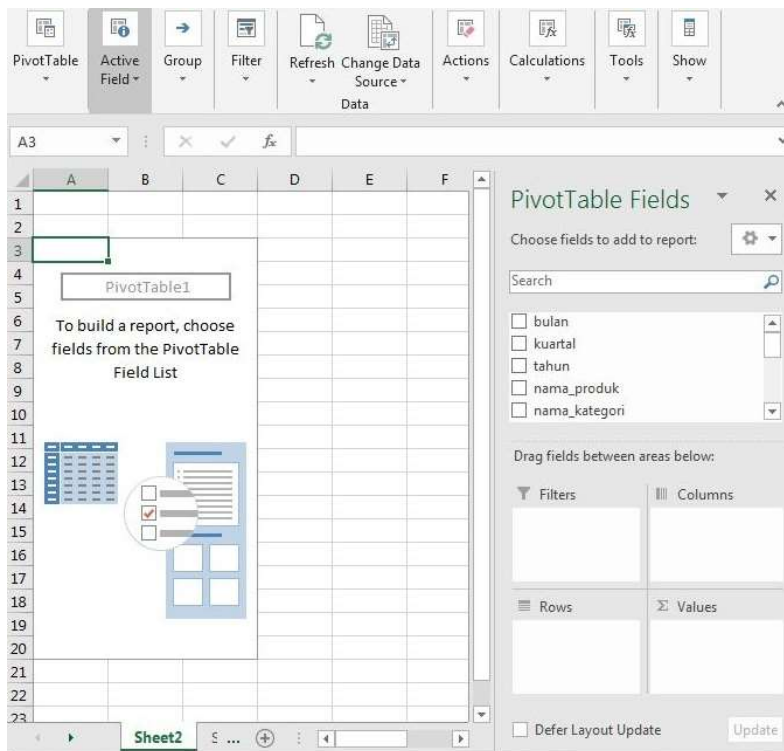 PivotTable
Active Field
Group
Filter
Refresh
Change Data Source
Data
Actions
Calculations
Tools
Show
A3
fx
A B C D E F
PivotTable Fields
1
2
Choose fields to add to report:
3
4
PivotTable1
Search
5
6
To build a report, choose
bulan
7
fields from the PivotTable
kuartal
8
Field List
tahun
9
nama_produk
10
nama_kategori
11
12
Drag fields between areas below:
13
14
Filters
Columns
15
16
17
18
19
Rows
Σ Values
20
21
22
23
Sheet2
S ...
Defer Layout Update
Update